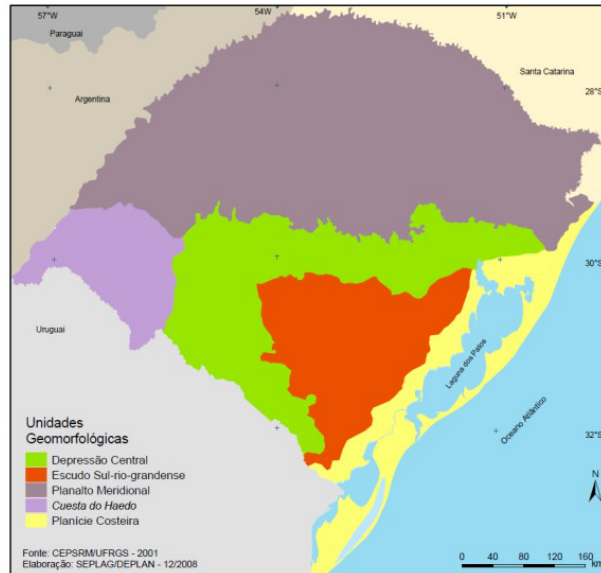 57°W
54°W
51°W
Paraguai
Santa Catarina
Argentina
28°S
30°S
Uruguai
Laguna dos Patos
Oceano Atlântico
32°S
Unidades
Geomorfológicas
Depressão Central
Escudo Sul-rio-grandense
Planalto Meridional
Cuesta do Haedo
Planície Costeira
N
Fonte: CEPSRM/UFRGS - 2001
Elaboração: SEPLAG/DEPLAN - 12/2008
0 40 80 120 160
km